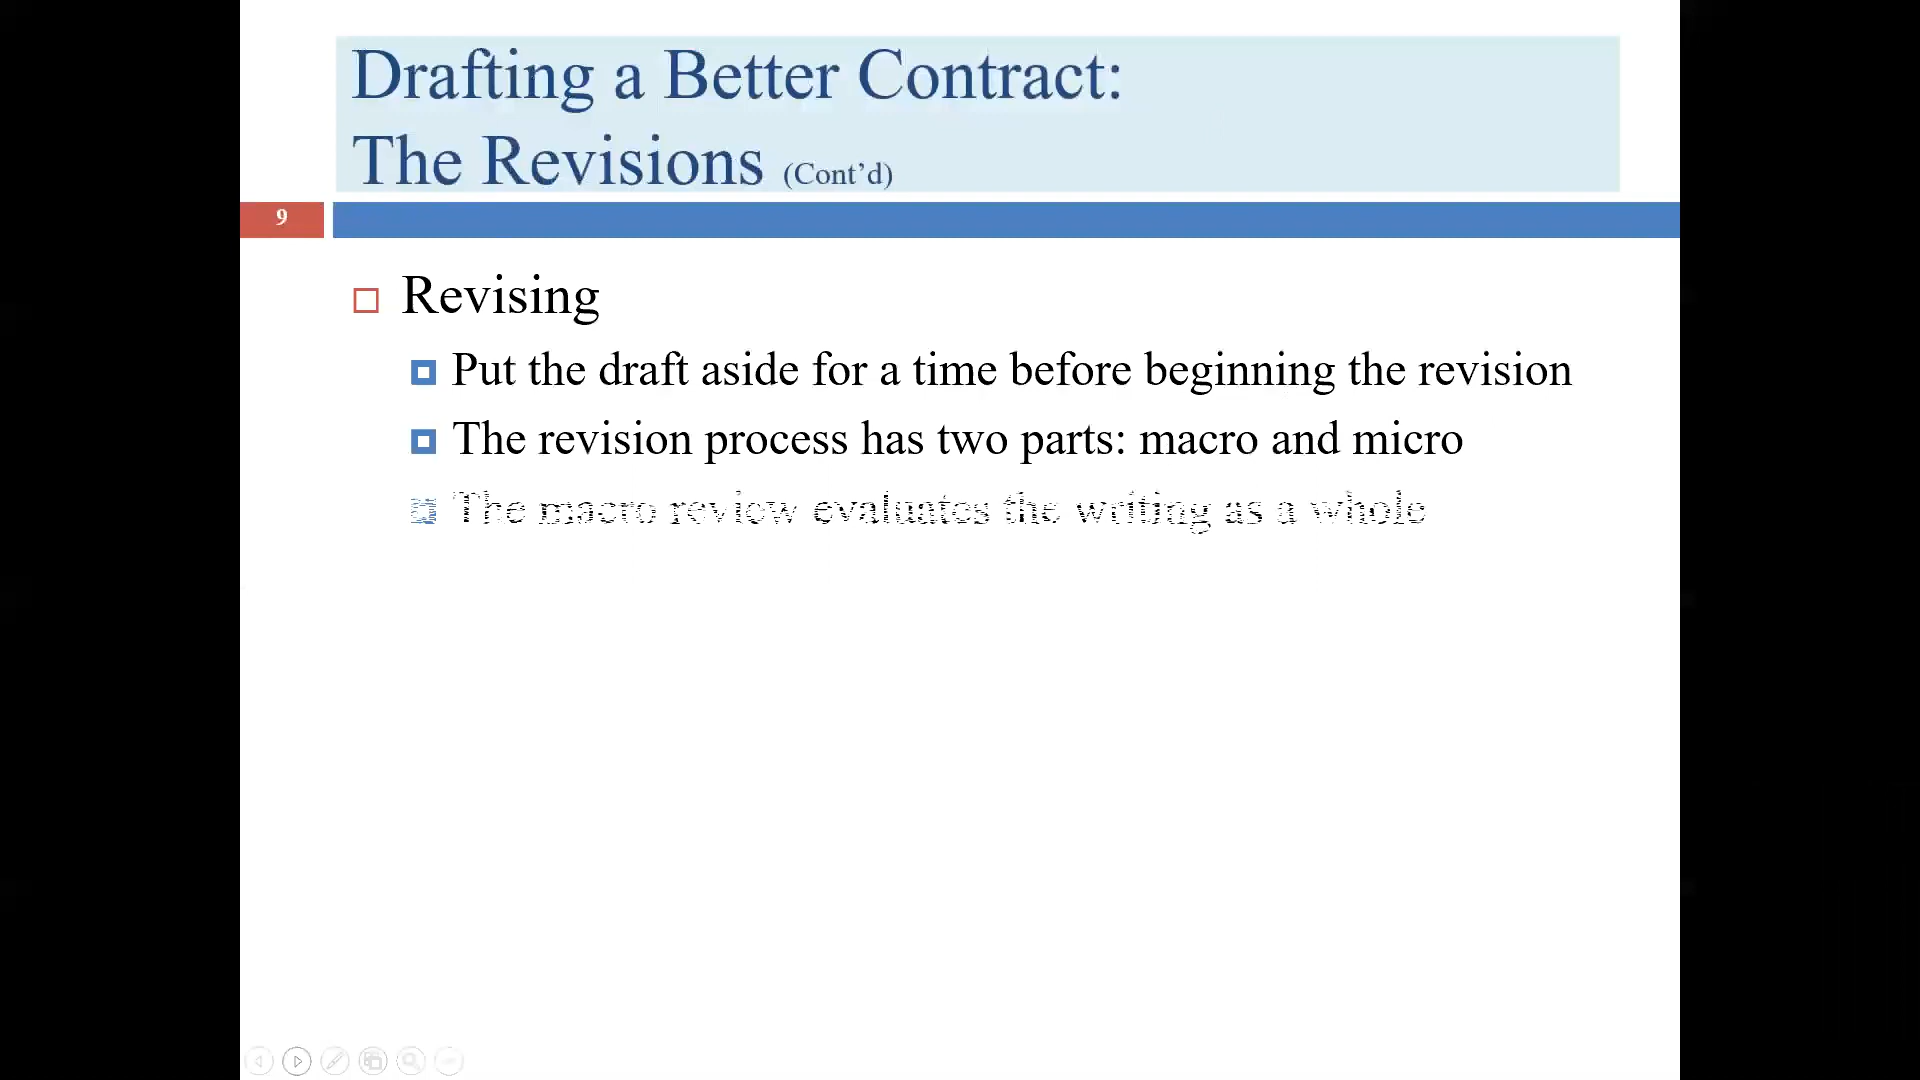 Drafting a Better Contract:
The Revisions (Cont’d)
9
Revising
Put the draft aside for a time before beginning the revision
The revision process has two parts: macro and micro
The macro review evaluates the writing as a whole